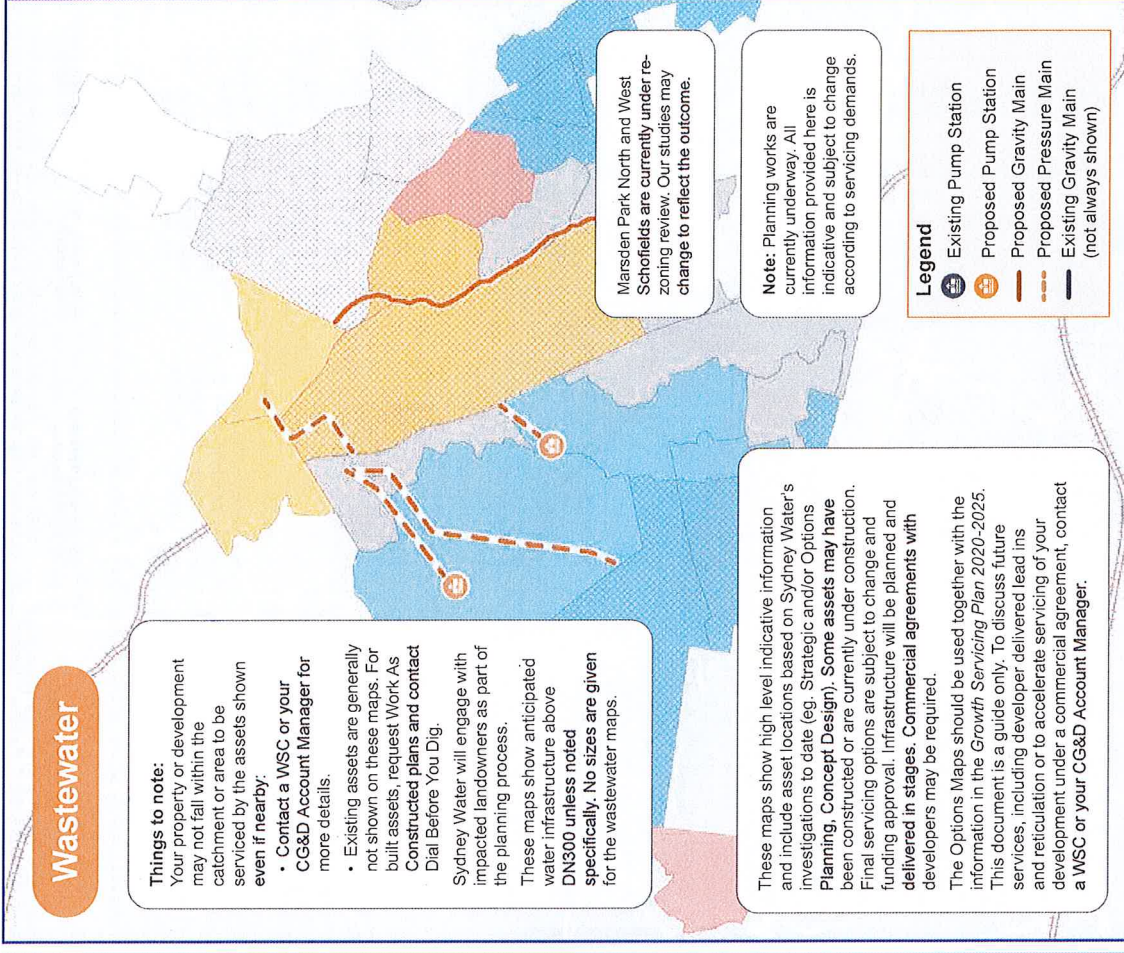 Wastewater
Things to note:
Your property or development
may not fall within the
catchment or area to be
serviced by the assets shown
even if nearby:
• Contact a WSC or your
CG&D Account Manager for
more details.
• Existing assets are generally
not shown on these maps. For
built assets, request Work As
Constructed plans and contact
Dial Before You Dig.
Sydney Water will engage with
impacted landowners as part of
the planning process.
These maps show anticipated
water infrastructure above
DN300 unless noted
specifically. No sizes are given
for the wastewater maps.
These maps show high level indicative information
and include asset locations based on Sydney Water's
investigations to date (eg. Strategic and/or Options
Planning, Concept Design). Some assets may have
been constructed or are currently under construction.
Final servicing options are subject to change and
funding approval. Infrastructure will be planned and
delivered in stages. Commercial agreements with
developers may be required.
The Options Maps should be used together with the
information in the Growth Servicing Plan 2020-2025.
This document is a guide only. To discuss future
services, including developer delivered lead ins
and reticulation or to accelerate servicing of your
development under a commercial agreement, contact
a WSC or your CG&D Account Manager.
Marsden Park North and West
Schofields are currently under re-
zoning review. Our studies may
change to reflect the outcome.
Note: Planning works are
currently underway. All
information provided here is
indicative and subject to change
according to servicing demands.
Legend
Existing Pump Station
Proposed Pump Station
Proposed Gravity Main
Proposed Pressure Main
Existing Gravity Main
(not always shown)